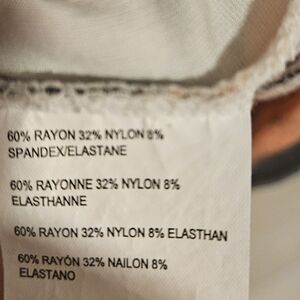 60% RAYON 32% NYLON 8%
SPANDEX/ELASTANE
60% RAYONNE 32% NYLON 8%
ELASTHANNE
60% RAYON 32% NYLON 8% ELASTHAN
60% RAYÓN 32% NAILON 8%
ELASTANO